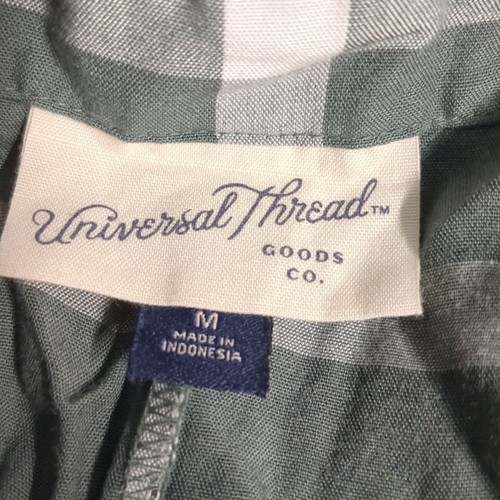 Universal Thread™
GOODS
CO.
M
MADE IN
INDONESIA